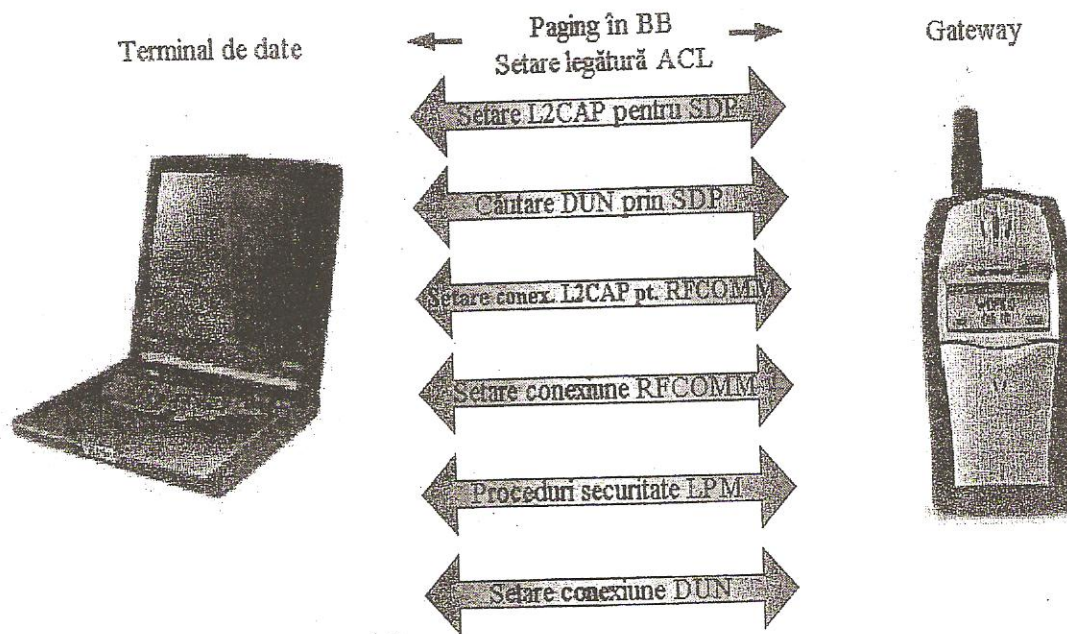 Terminal de date
Paging în BB
Setare legătură ACL
Gateway
Setare L2CAP pentru SDP
Căutare DUN prin SDP
Setare conex. L2CAP pt. RFCOMM
Setare conexiune RFCOMM
Proceduri securitate LPM
Setare conexiune DUN